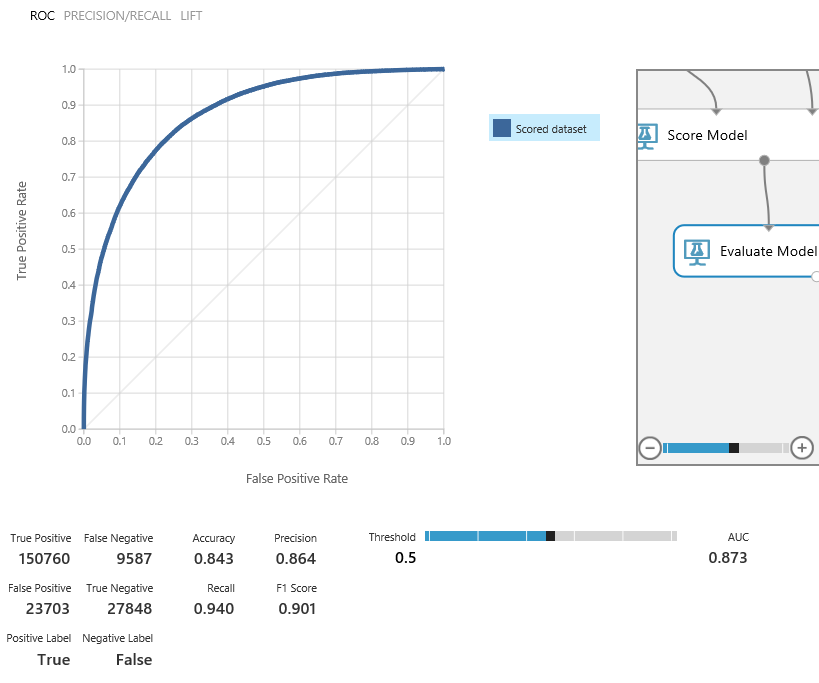 ROC PRECISION/RECALL LIFT
1.0
0.9
0.8
0.7
0.6
0.5
0.4
0.3
0.2
0.1
0.0
True Positive Rate
0.0 0.1 0.2 0.3 0.4 0.5 0.6 0.7 0.8 0.9 1.0
False Positive Rate
Scored dataset
Score Model
Evaluate Model
True Positive False Negative Accuracy Precision Threshold AUC
150760 9587 0.843 0.864 0.5 0.873
False Positive True Negative Recall F1 Score
23703 27848 0.940 0.901
Positive Label Negative Label
True False